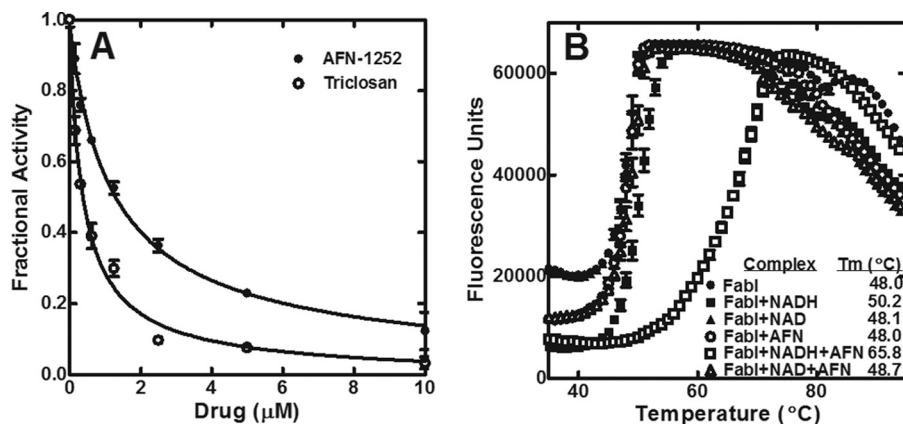 A
AFN-1252
Triclosan
1.0
0.8
0.6
0.4
0.2
0.0
Fractional Activity
0 2 4 6 8 10
Drug (μM)
B
60000
40000
20000
0
Fluorescence Units
Complex Tm (°C)
FabI 48.0
FabI+NADH 50.2
FabI+NAD 48.1
FabI+AFN 48.0
FabI+NADH+AFN 65.8
FabI+NAD+AFN 48.7
40 60 80
Temperature (°C)